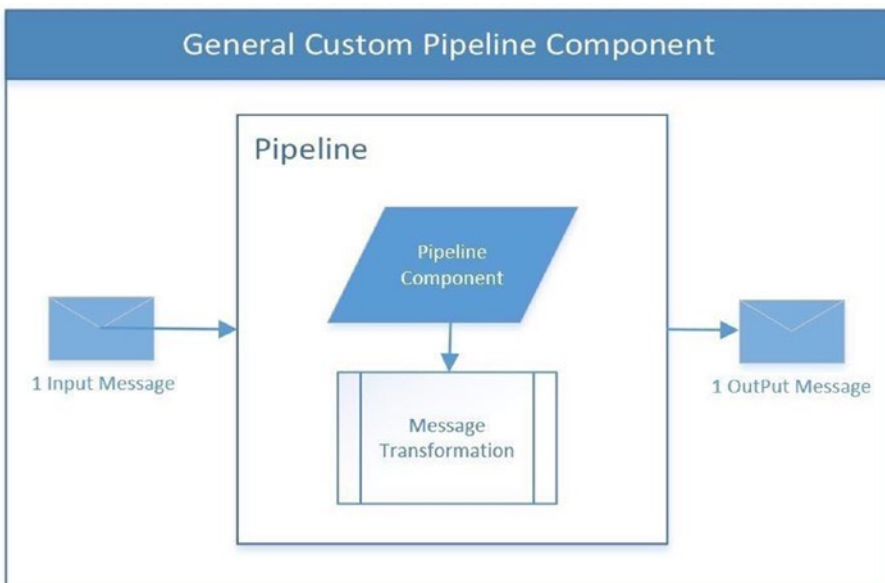 General Custom Pipeline Component
Pipeline
Pipeline
Component
1 Input Message
Message
Transformation
1 OutPut Message